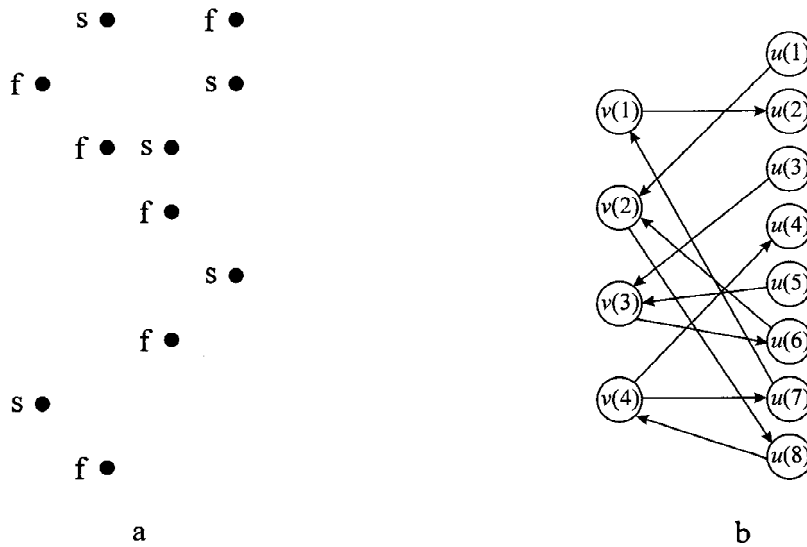 s f
f s
f s
f
s
f
s
f
a
u(1)
v(1) u(2)
u(3)
v(2)
u(4)
u(5)
v(3)
u(6)
v(4) u(7)
u(8)
b